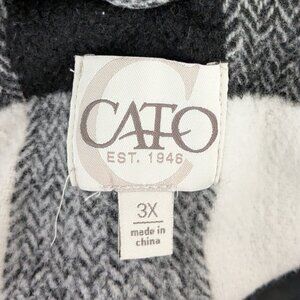 CATO
EST. 1946
3X
made in
china